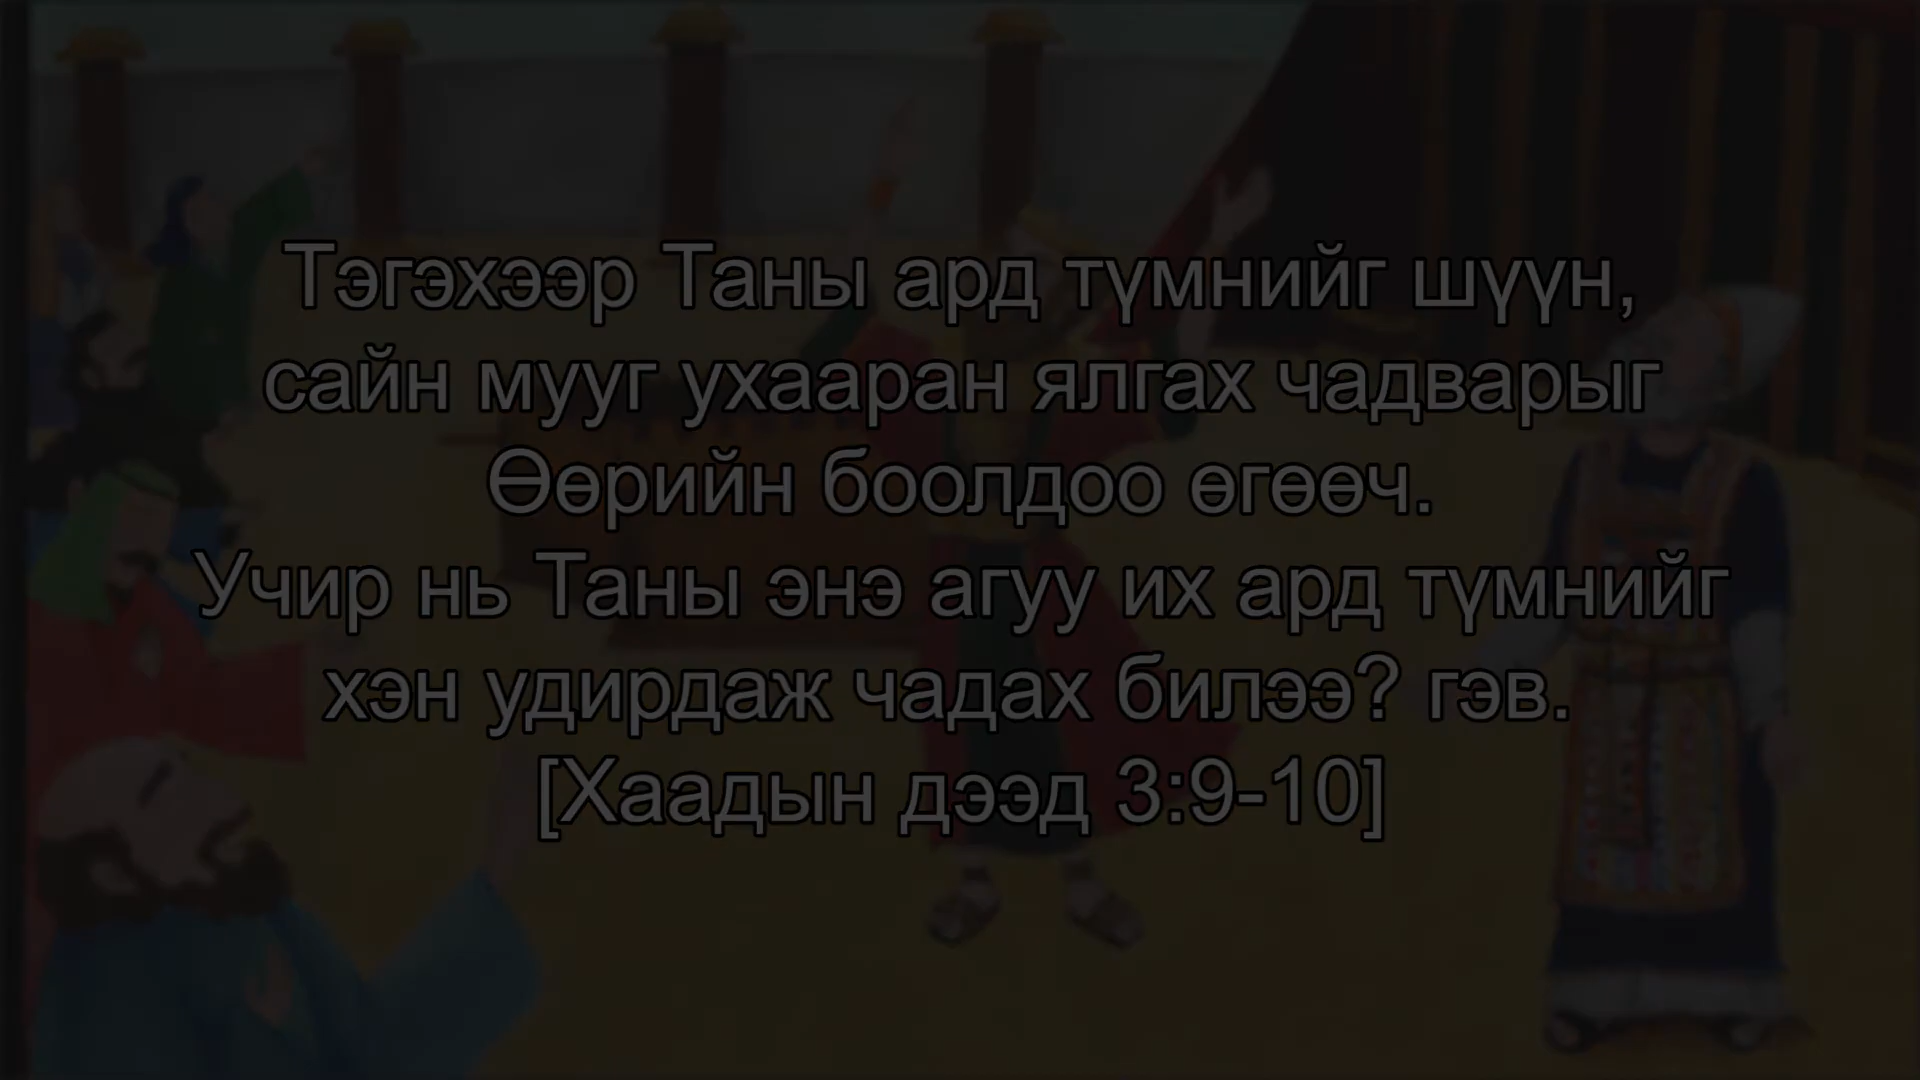 Тэгэхээр Таны ард түмнийг шүүн,
сайн мууг ухааран ялгах чадварыг
Өөрийн боолдоо өгөөч.
Учир нь Таны энэ агуу их ард түмнийг
хэн удирдаж чадах билээ? гэв.
[Хаадын дээд 3:9-10]